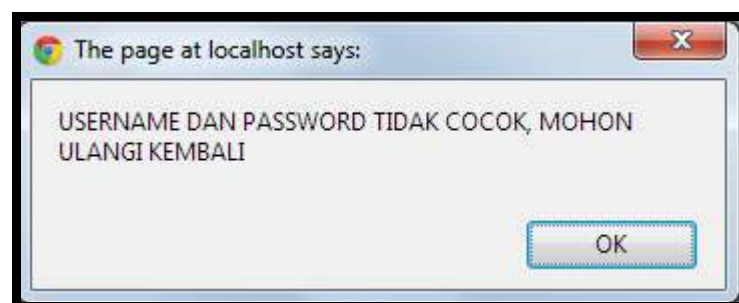 The page at localhost says:
USERNAME DAN PASSWORD TIDAK COCOK, MOHON
ULANGI KEMBALI
OK